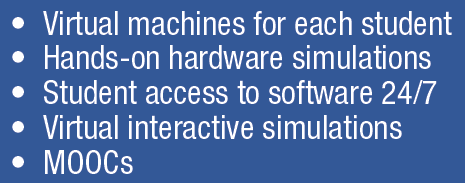 • Virtual machines for each student
• Hands-on hardware simulations
• Student access to software 24/7
• Virtual interactive simulations
• MOOCs